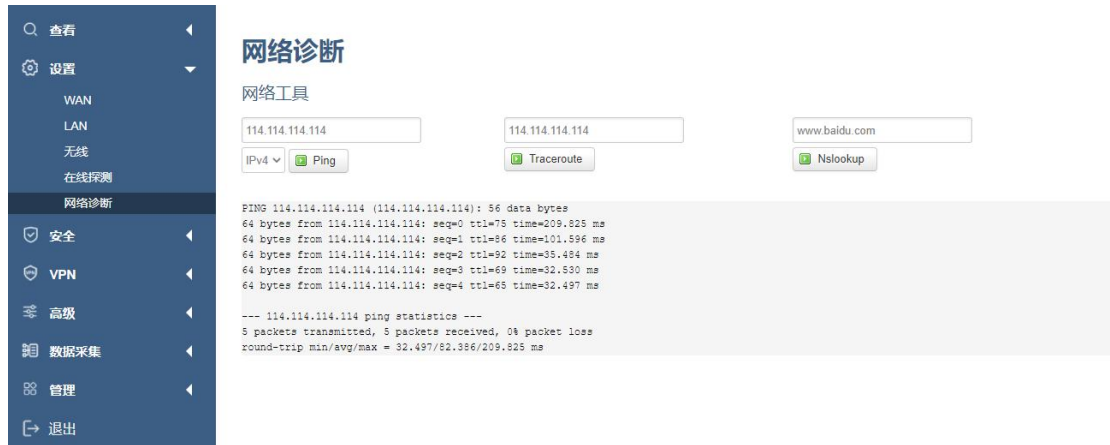 查看
设置
WAN
LAN
无线
在线探测
网络诊断
安全
VPN
高级
数据采集
管理
退出
网络诊断
网络工具
114.114.114.114 114.114.114.114 www.baidu.com
IPv4 Ping Traceroute Nslookup
PING 114.114.114.114 (114.114.114.114): 56 data bytes
64 bytes from 114.114.114.114: seq=0 ttl=75 time=209.825 ms
64 bytes from 114.114.114.114: seq=1 ttl=86 time=101.596 ms
64 bytes from 114.114.114.114: seq=2 ttl=92 time=35.484 ms
64 bytes from 114.114.114.114: seq=3 ttl=69 time=32.530 ms
64 bytes from 114.114.114.114: seq=4 ttl=65 time=32.497 ms
--- 114.114.114.114 ping statistics ---
5 packets transmitted, 5 packets received, 0% packet loss
round-trip min/avg/max = 32.497/82.386/209.825 ms